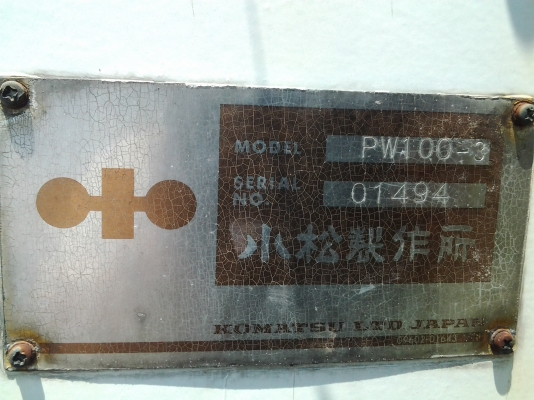 MODEL PW100-3
SERIAL NO. 01494
小松製作所
KOMATSU LTD JAPAN